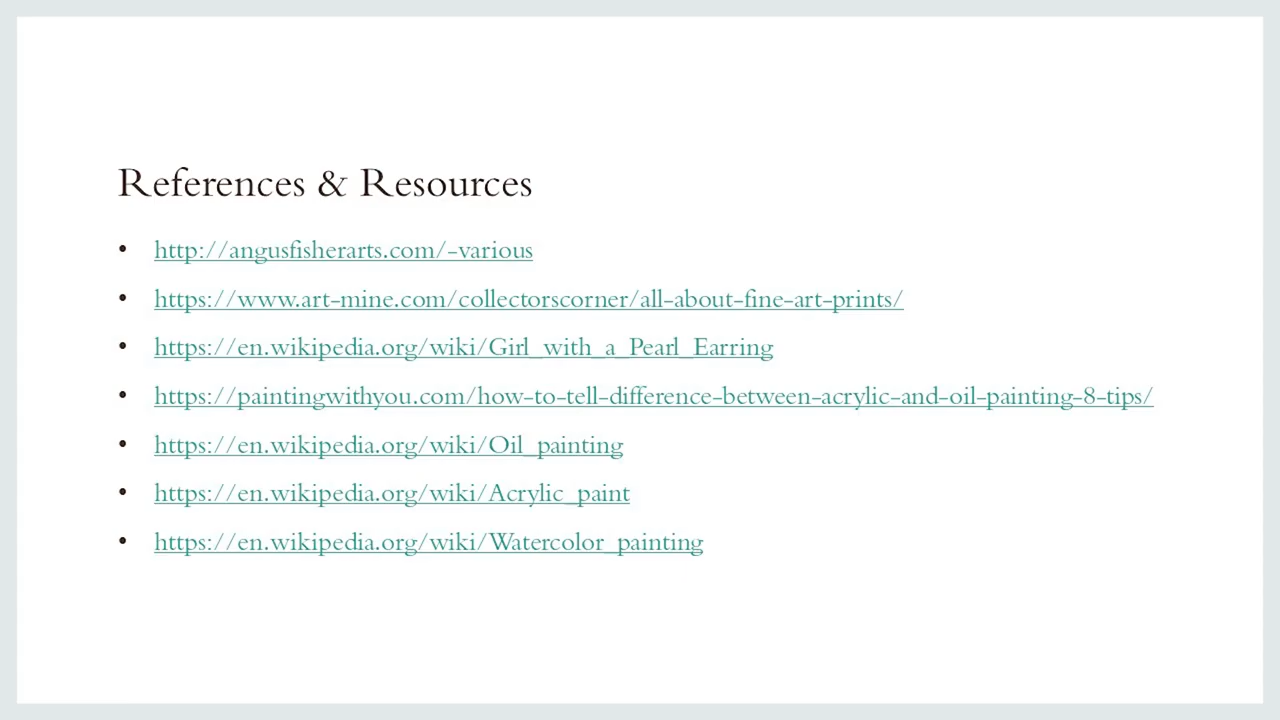 References & Resources
• http://angusfisherarts.com/-various
• https://www.art-mine.com/collectorscorner/all-about-fine-art-prints/
• https://en.wikipedia.org/wiki/Girl_with_a_Pearl_Earring
• https://paintingwithyou.com/how-to-tell-difference-between-acrylic-and-oil-painting-8-tips/
• https://en.wikipedia.org/wiki/Oil_painting
• https://en.wikipedia.org/wiki/Acrylic_paint
• https://en.wikipedia.org/wiki/Watercolor_painting